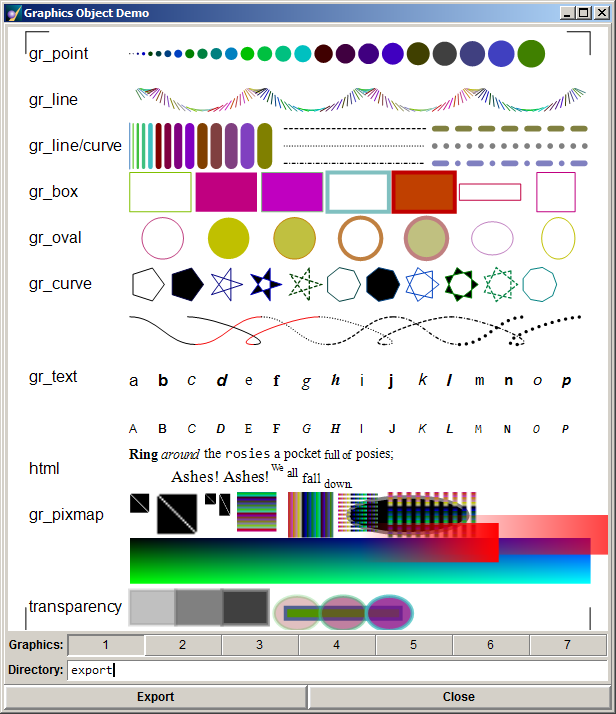 Graphics Object Demo
gr_point
gr_line
gr_line/curve
gr_box
gr_oval
gr_curve
gr_text a b c d e f g h i j k l m n o p
A B C D E F G H I J K L M N O P
Ring around the rosies a pocket full of posies;
html Ashes! Ashes! We all fall down.
gr_pixmap
transparency
Graphics: 1 2 3 4 5 6 7
Directory: export
Export Close